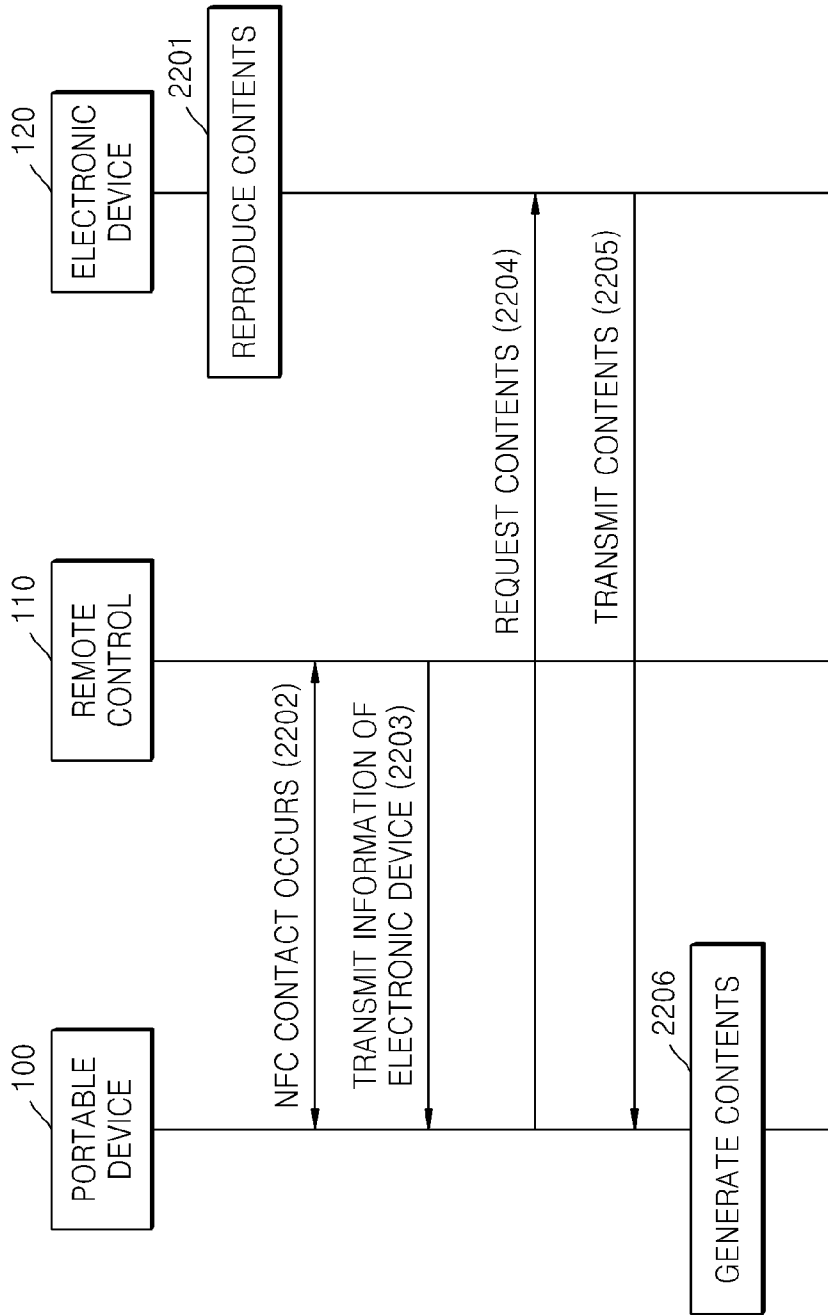 100
PORTABLE
DEVICE
110
REMOTE
CONTROL
120
ELECTRONIC
DEVICE
2201
REPRODUCE CONTENTS
NFC CONTACT OCCURS (2202)
TRANSMIT INFORMATION OF
ELECTRONIC DEVICE (2203)
REQUEST CONTENTS (2204)
TRANSMIT CONTENTS (2205)
2206
GENERATE CONTENTS